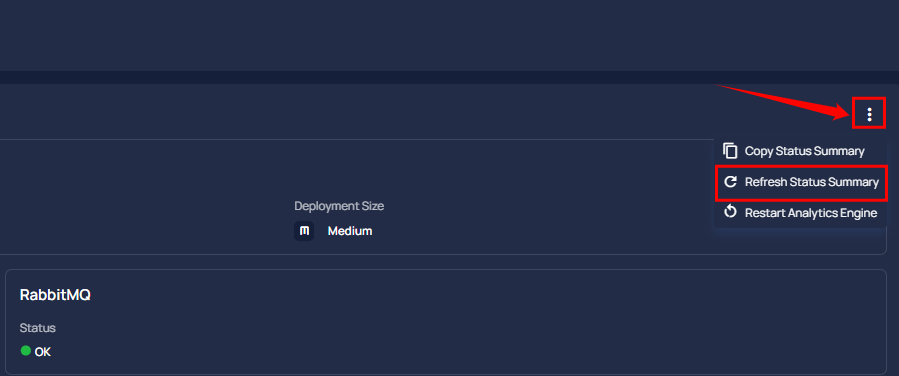 Copy Status Summary
Refresh Status Summary
Deployment Size
m Medium
Restart Analytics Engine
RabbitMQ
Status
OK